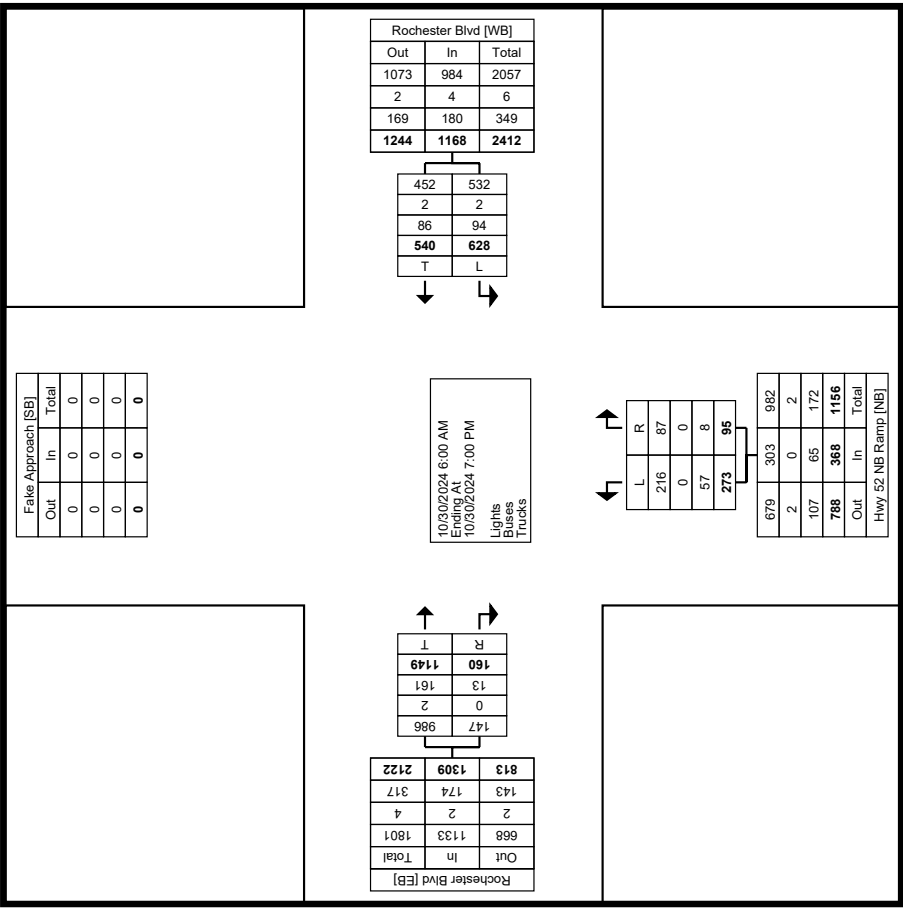 Rochester Blvd [WB]
Out In Total
1073 984 2057
2 4 6
169 180 349
1244 1168 2412
452 532
2 2
86 94
540 628
T L
Fake Approach [SB]
Out In Total
0 0 0
0 0 0
0 0 0
0 0 0
10/30/2024 6:00 AM
Ending At
10/30/2024 7:00 PM
Lights
Buses
Trucks
L R
216 87
0 0
57 8
273 95
679 303 982
2 0 2
107 65 172
788 368 1156
Out In Total
Hwy 52 NB Ramp [NB]
Rochester Blvd [EB]
Out In Total
668 1133 1801
2 2 4
143 174 317
813 1309 2122
147 986
0 2
13 161
160 1149
R T